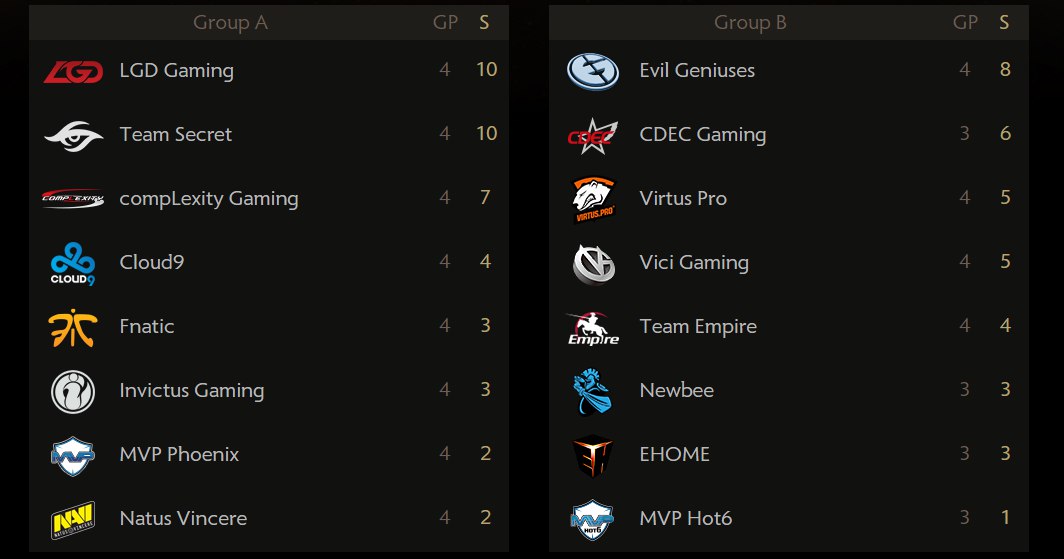 Group A GP S
LGD LGD Gaming 4 10
Team Secret 4 10
COMPLEXITY compLexity Gaming 4 7
CLOUD9 Cloud9 4 4
Fnatic 4 3
Invictus Gaming 4 3
MVP MVP Phoenix 4 2
NAVI NATUS VINCERE Natus Vincere 4 2
Group B GP S
Evil Geniuses 4 8
CDEC CDEC Gaming 3 6
VIRTUS.PRO Virtus Pro 4 5
VG Vici Gaming 4 5
Empire Team Empire 4 4
Newbee 3 3
EHOME 3 3
MVP HOT6 MVP Hot6 3 1